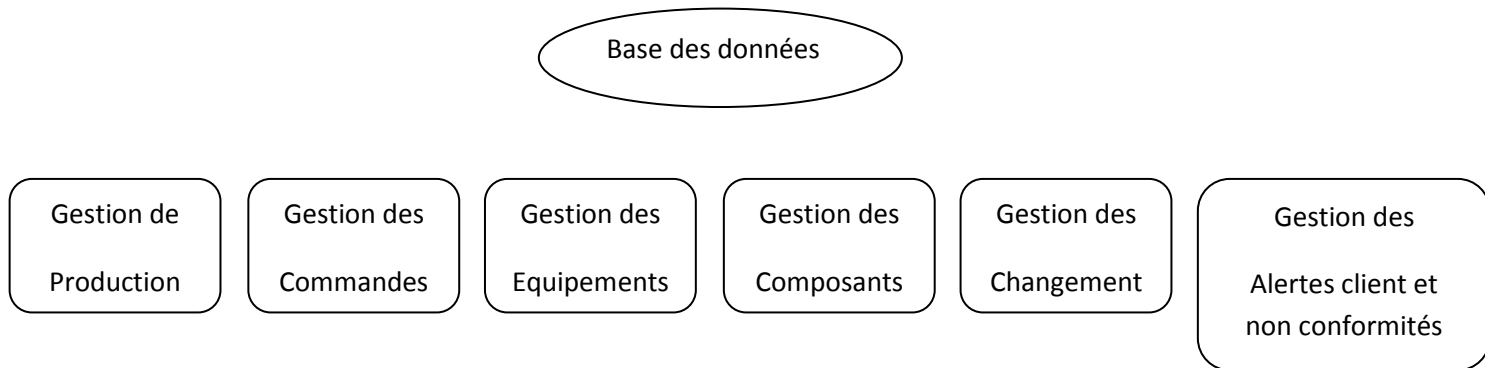 Base des données
Gestion de
Production
Gestion des
Commandes
Gestion des
Equipements
Gestion des
Composants
Gestion des
Changement
Gestion des
Alertes client et
non conformités